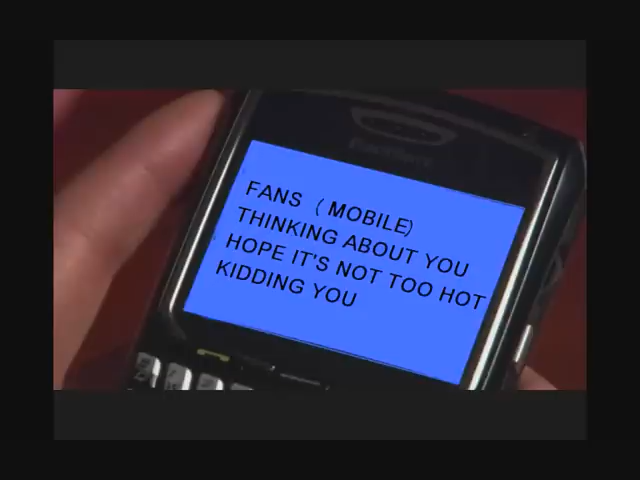 FANS ( MOBILE)
THINKING ABOUT YOU
HOPE IT'S NOT TOO HOT
KIDDING YOU